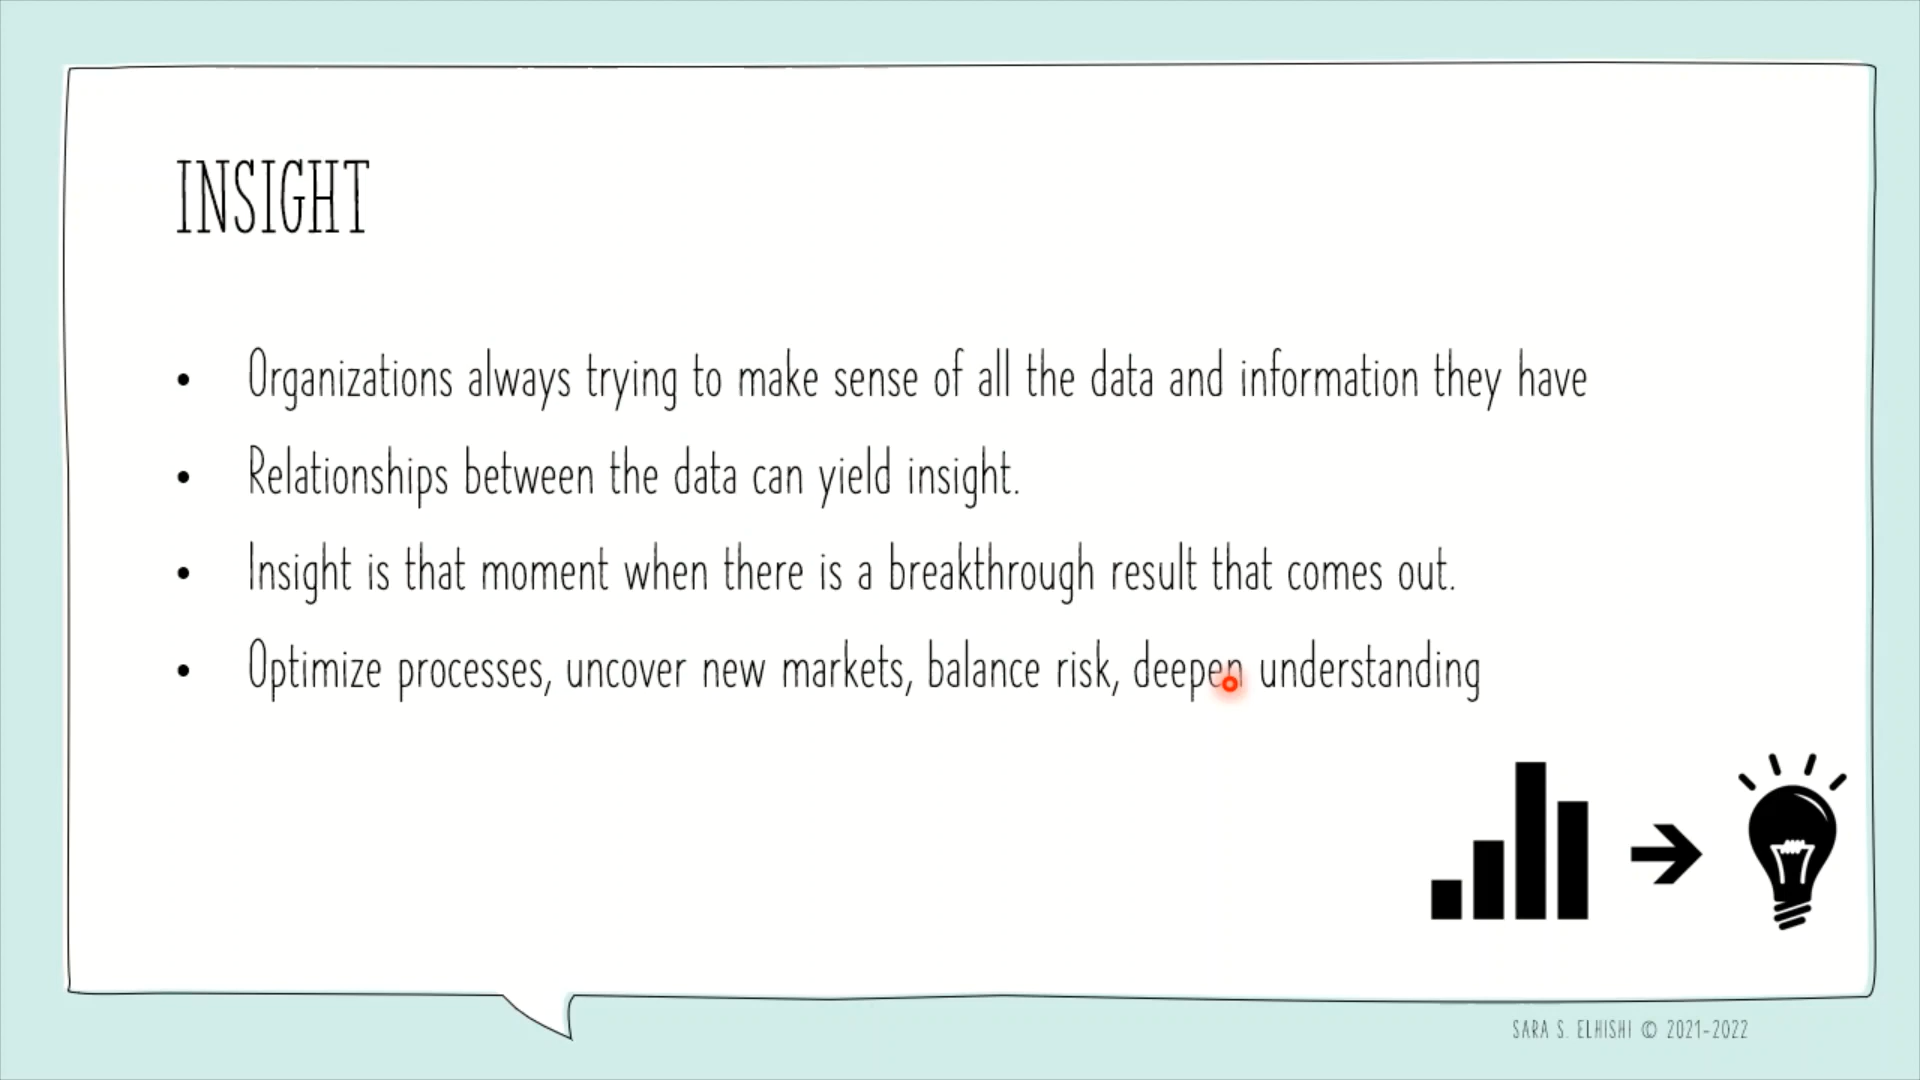 INSIGHT
• Organizations always trying to make sense of all the data and information they have
• Relationships between the data can yield insight.
• Insight is that moment when there is a breakthrough result that comes out.
• Optimize processes, uncover new markets, balance risk, deepen understanding
SARA S. ELHISHI © 2021-2022